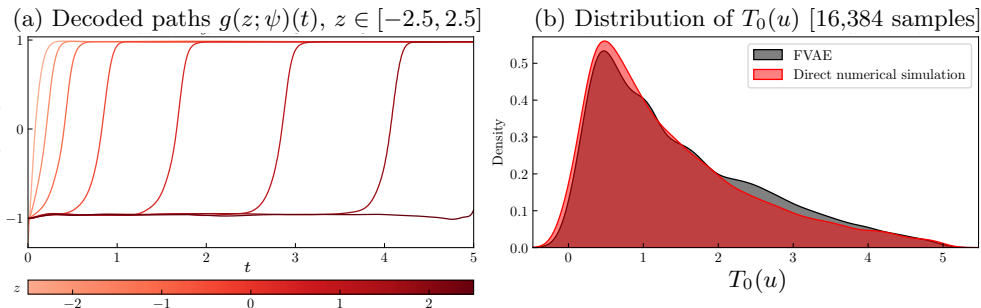 (a) Decoded paths g(z; ψ)(t), z ∈ [−2.5, 2.5]
1
0
−1
0 1 2 3 4 5
t
z
−2 −1 0 1 2
(b) Distribution of T₀(u) [16,384 samples]
FVAE
Direct numerical simulation
Density
0.5
0.4
0.3
0.2
0.1
0.0
0 1 2 3 4 5
T₀(u)